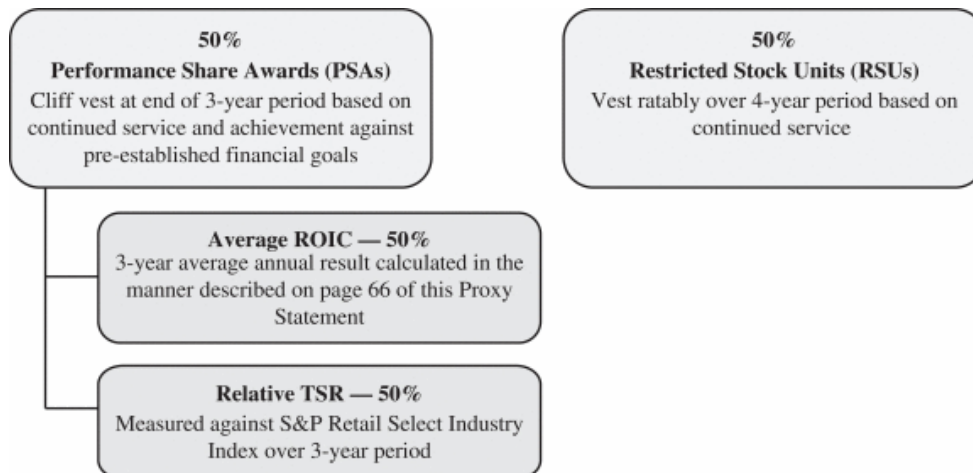 50%
Performance Share Awards (PSAs)
Cliff vest at end of 3-year period based on
continued service and achievement against
pre-established financial goals
50%
Restricted Stock Units (RSUs)
Vest ratably over 4-year period based on
continued service
Average ROIC — 50%
3-year average annual result calculated in the
manner described on page 66 of this Proxy
Statement
Relative TSR — 50%
Measured against S&P Retail Select Industry
Index over 3-year period